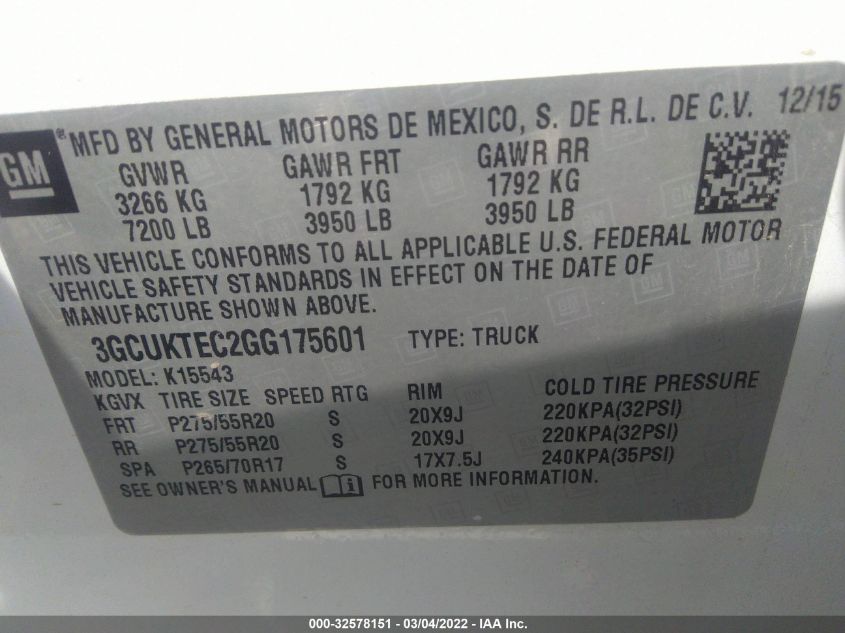 GM ® MFD BY GENERAL MOTORS DE MEXICO, S. DE R.L. DE C.V. 12/15
GVWR GAWR FRT GAWR RR
3266 KG 1792 KG 1792 KG
7200 LB 3950 LB 3950 LB
THIS VEHICLE CONFORMS TO ALL APPLICABLE U.S. FEDERAL MOTOR
VEHICLE SAFETY STANDARDS IN EFFECT ON THE DATE OF
MANUFACTURE SHOWN ABOVE.
3GCUKTEC2GG175601 TYPE: TRUCK
MODEL: K15543
KGVX TIRE SIZE SPEED RTG RIM COLD TIRE PRESSURE
FRT P275/55R20 S 20X9J 220KPA(32PSI)
RR P275/55R20 S 20X9J 220KPA(32PSI)
SPA P265/70R17 S 17X7.5J 240KPA(35PSI)
SEE OWNER'S MANUAL FOR MORE INFORMATION.
000-32578151 - 03/04/2022 - IAA Inc.